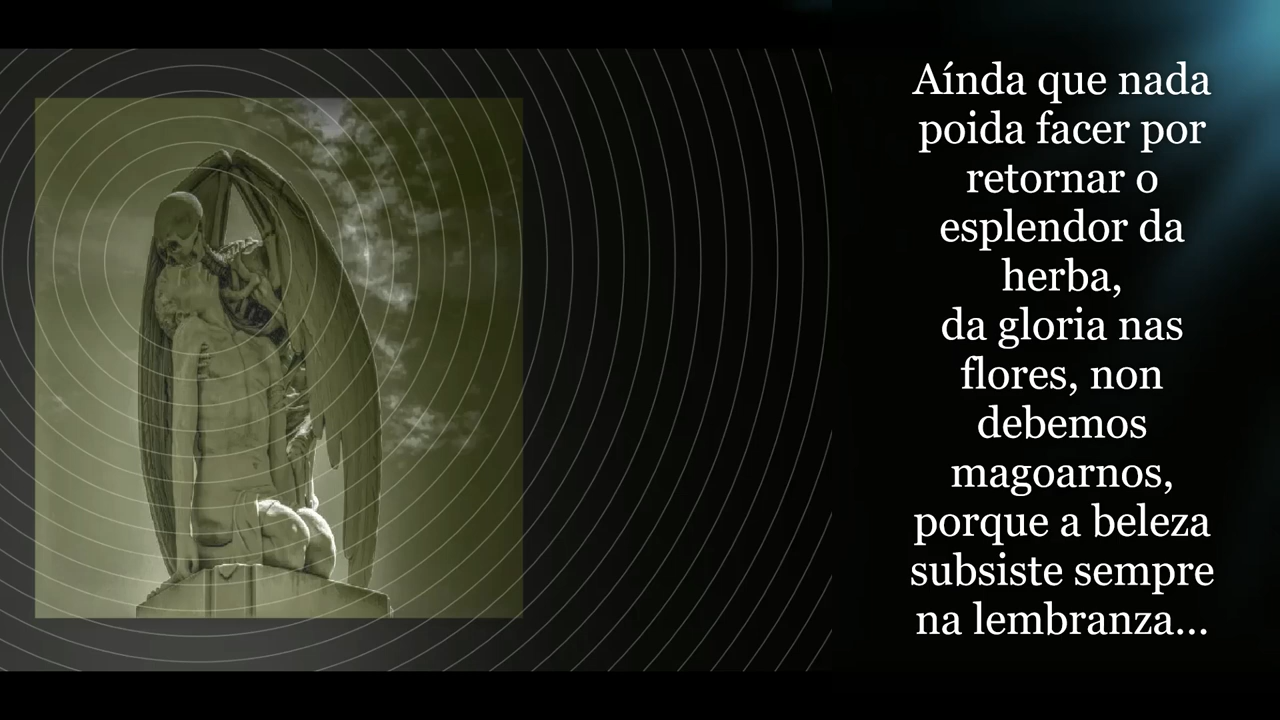 Aínda que nada
poida facer por
retornar o
esplendor da
herba,
da gloria nas
flores, non
debemos
magoarnos,
porque a beleza
subsiste sempre
na lembranza...